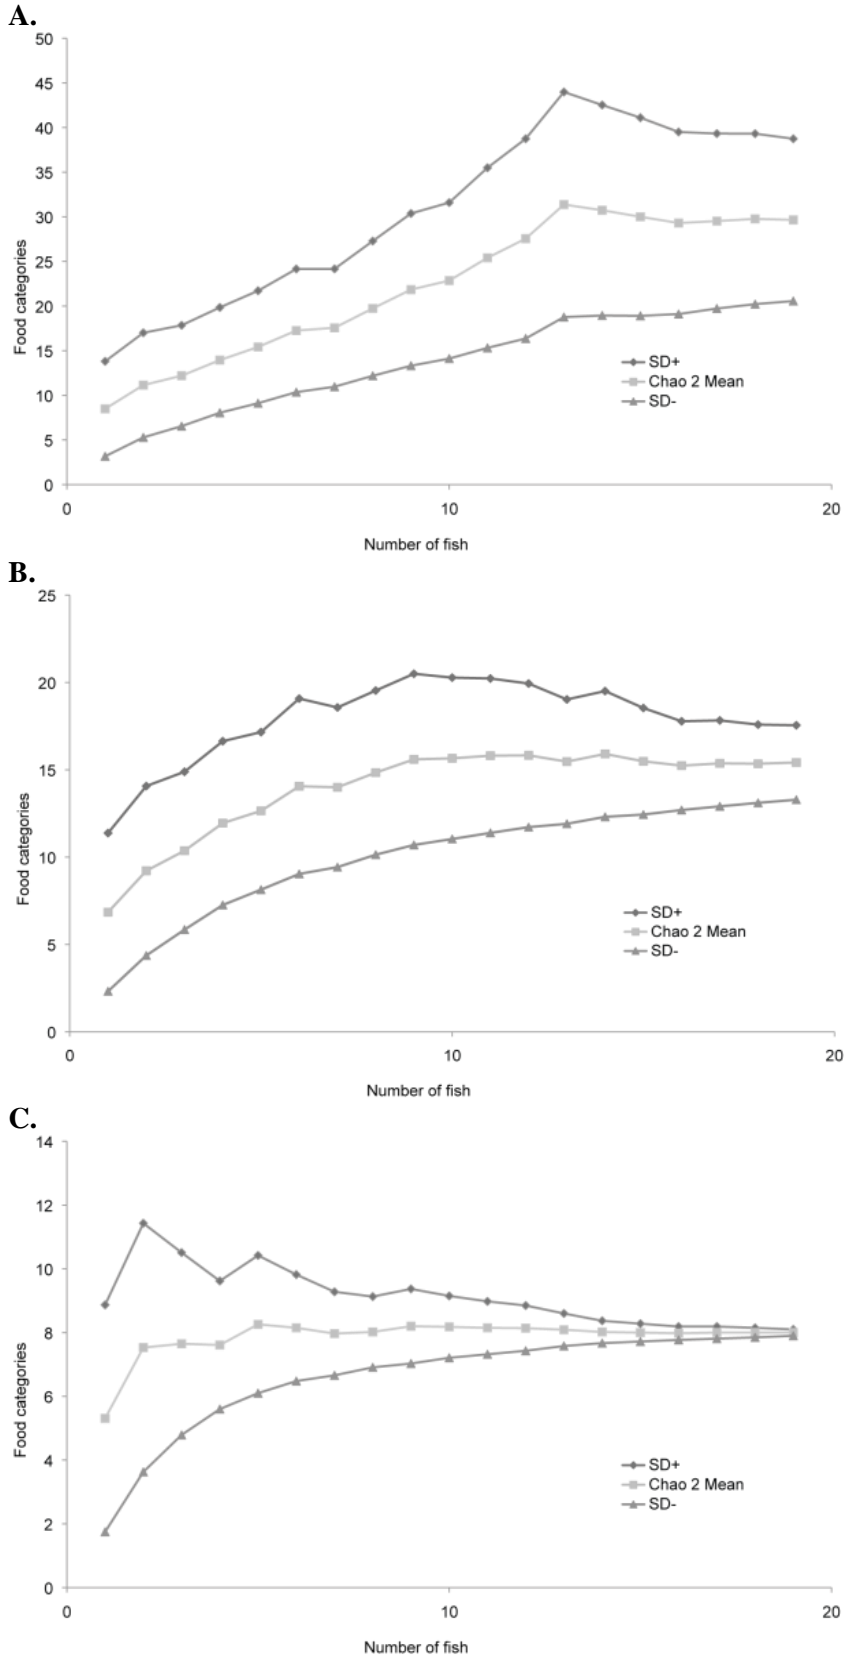 A.
50
45
40
35
30
25
20
15
10
5
0
Food categories
SD+
Chao 2 Mean
SD-
0 10 20
Number of fish
B.
25
20
15
10
5
0
Food categories
SD+
Chao 2 Mean
SD-
0 10 20
Number of fish
C.
14
12
10
8
6
4
2
0
Food categories
SD+
Chao 2 Mean
SD-
0 10 20
Number of fish